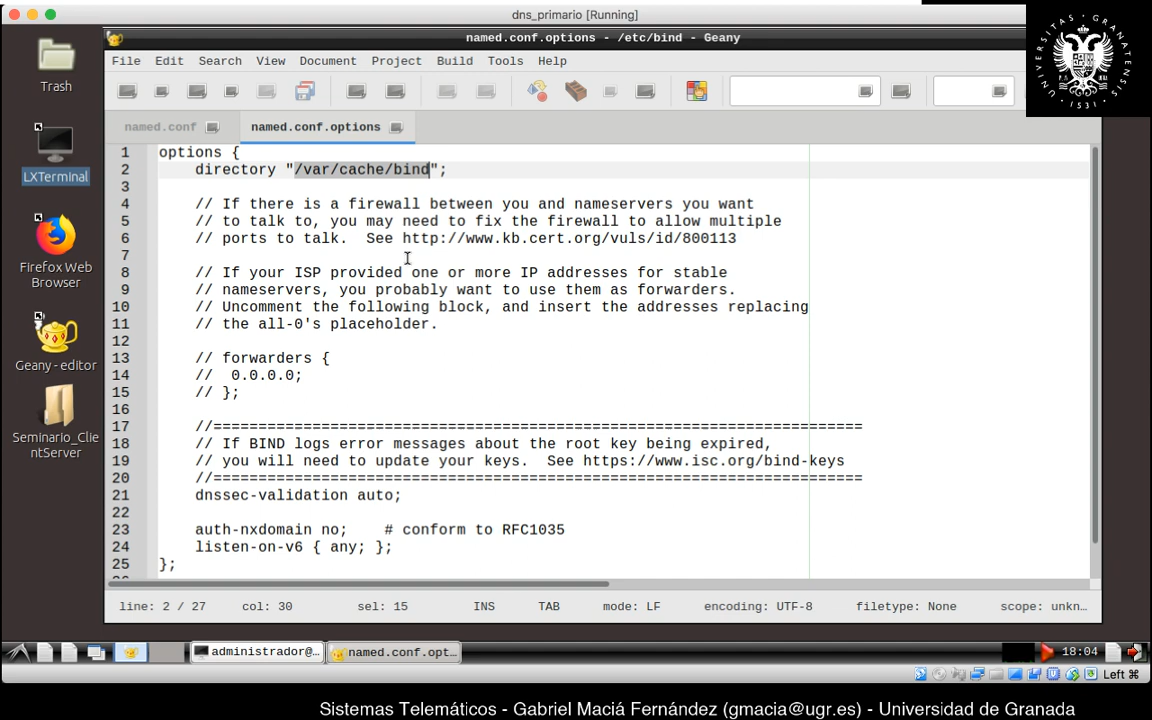 dns_primario [Running]
named.conf.options - /etc/bind - Geany
File Edit Search View Document Project Build Tools Help
named.conf named.conf.options
1 options {
2 directory "/var/cache/bind";
3
4 // If there is a firewall between you and nameservers you want
5 // to talk to, you may need to fix the firewall to allow multiple
6 // ports to talk.  See http://www.kb.cert.org/vuls/id/800113
7
8 // If your ISP provided one or more IP addresses for stable
9 // nameservers, you probably want to use them as forwarders.
10 // Uncomment the following block, and insert the addresses replacing
11 // the all-0's placeholder.
12
13 // forwarders {
14 //  0.0.0.0;
15 // };
16
17 //========================================================================
18 // If BIND logs error messages about the root key being expired,
19 // you will need to update your keys.  See https://www.isc.org/bind-keys
20 //========================================================================
21 dnssec-validation auto;
22
23 auth-nxdomain no;    # conform to RFC1035
24 listen-on-v6 { any; };
25 };
line: 2 / 27 col: 30 sel: 15 INS TAB mode: LF encoding: UTF-8 filetype: None scope: unkn…
Trash
LXTerminal
Firefox Web
Browser
Geany - editor
Seminario_Clie
ntServer
administrador@... named.conf.opt... 18:04
Left ⌘
UNIVERSITAS GRANATENSIS 1531
Sistemas Telemáticos - Gabriel Maciá Fernández (gmacia@ugr.es) - Universidad de Granada